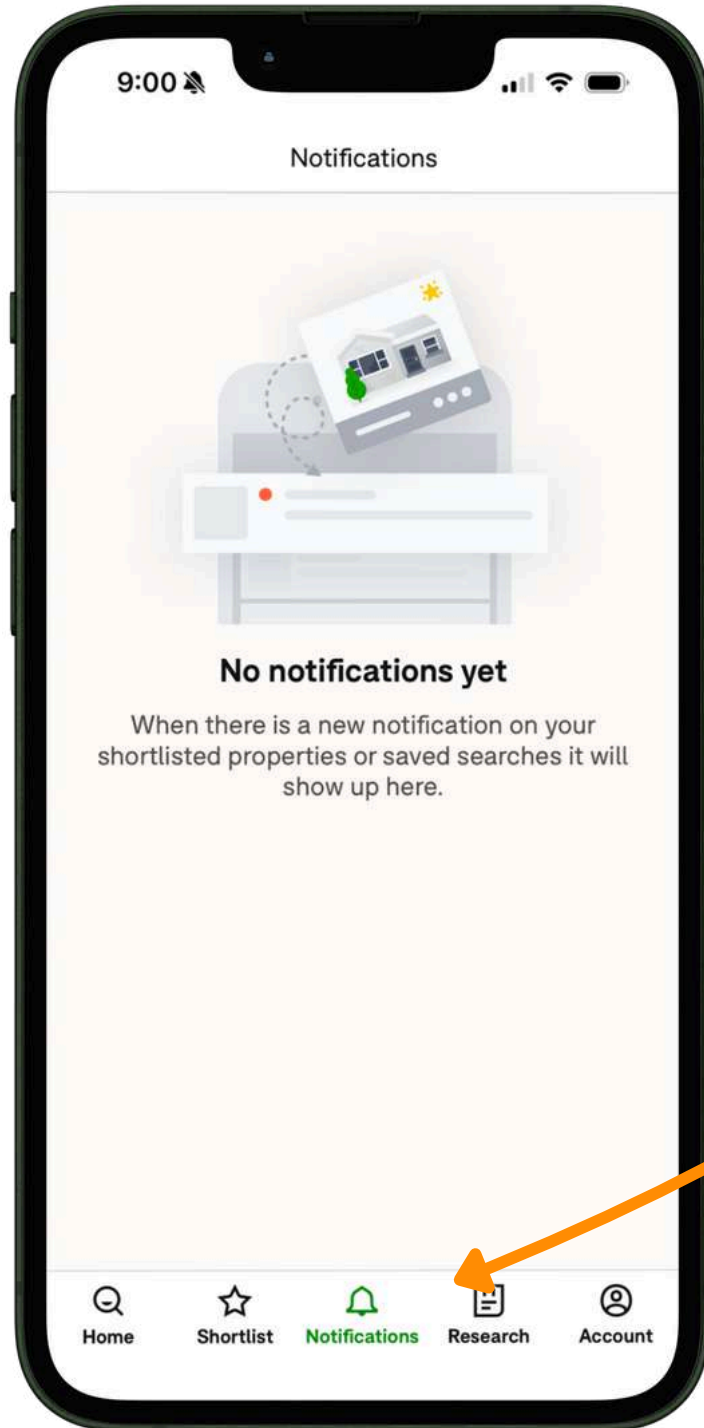 9:00
Notifications
No notifications yet
When there is a new notification on your
shortlisted properties or saved searches it will
show up here.
Home
Shortlist
Notifications
Research
Account